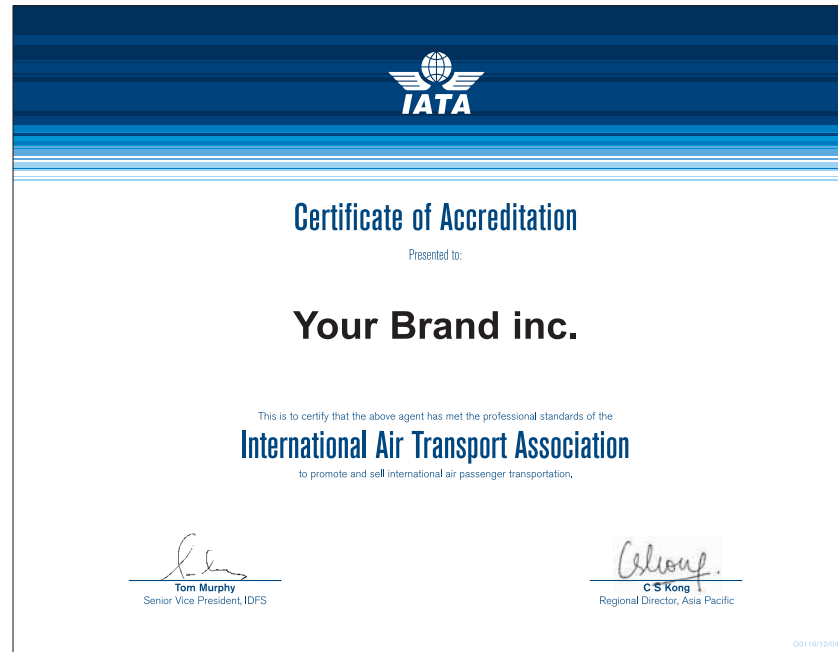 IATA
Certificate of Accreditation
Presented to:
Your Brand inc.
This is to certify that the above agent has met the professional standards of the
International Air Transport Association
to promote and sell international air passenger transportation.
Tom Murphy
Senior Vice President, IDFS
C S Kong
Regional Director, Asia Pacific
G0116/12/04